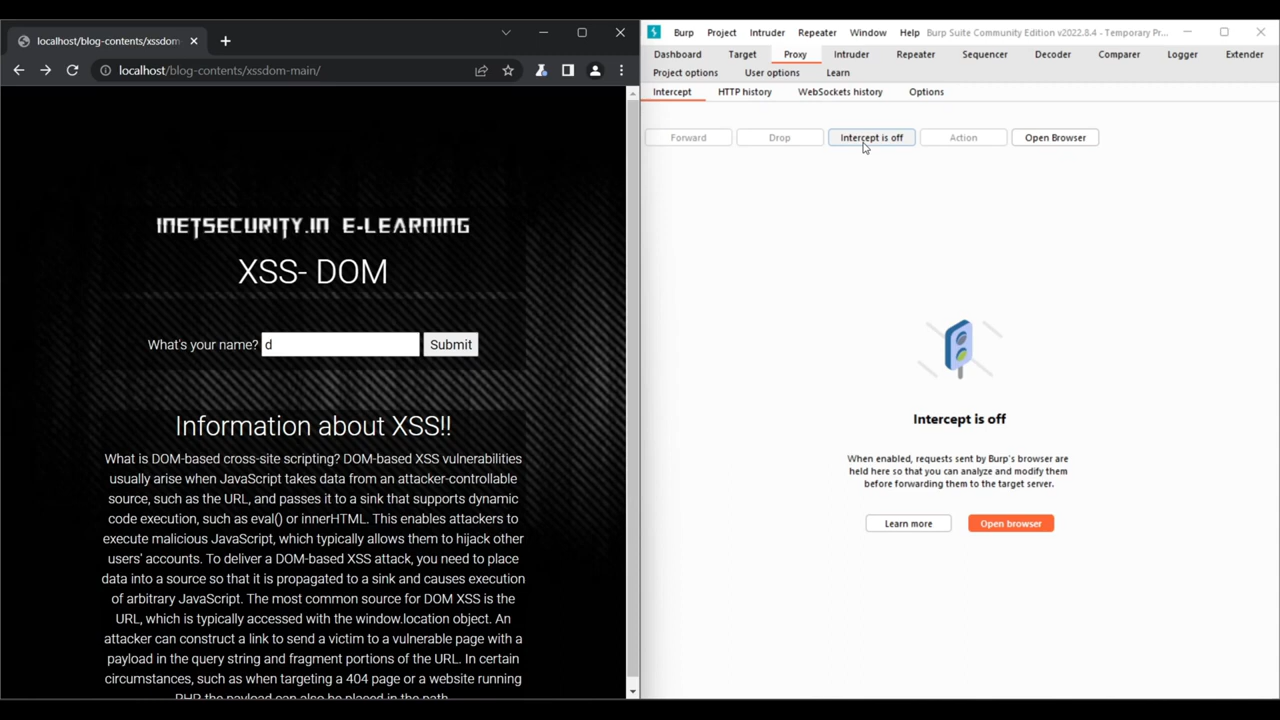 localhost/blog-contents/xssdom-
localhost/blog-contents/xssdom-main/
INETSECURITY.IN E-LEARNING
XSS- DOM
What's your name? d Submit
Information about XSS!!
What is DOM-based cross-site scripting? DOM-based XSS vulnerabilities
usually arise when JavaScript takes data from an attacker-controllable
source, such as the URL, and passes it to a sink that supports dynamic
code execution, such as eval() or innerHTML. This enables attackers to
execute malicious JavaScript, which typically allows them to hijack other
users' accounts. To deliver a DOM-based XSS attack, you need to place
data into a source so that it is propagated to a sink and causes execution
of arbitrary JavaScript. The most common source for DOM XSS is the
URL, which is typically accessed with the window.location object. An
attacker can construct a link to send a victim to a vulnerable page with a
payload in the query string and fragment portions of the URL. In certain
circumstances, such as when targeting a 404 page or a website running
PHP, the payload can also be placed in the path.
Burp Project Intruder Repeater Window Help Burp Suite Community Edition v2022.8.4 - Temporary Pr...
Dashboard Target Proxy Intruder Repeater Sequencer Decoder Comparer Logger Extender
Project options User options Learn
Intercept HTTP history WebSockets history Options
Forward Drop Intercept is off Action Open Browser
Intercept is off
When enabled, requests sent by Burp's browser are
held here so that you can analyze and modify them
before forwarding them to the target server.
Learn more Open browser